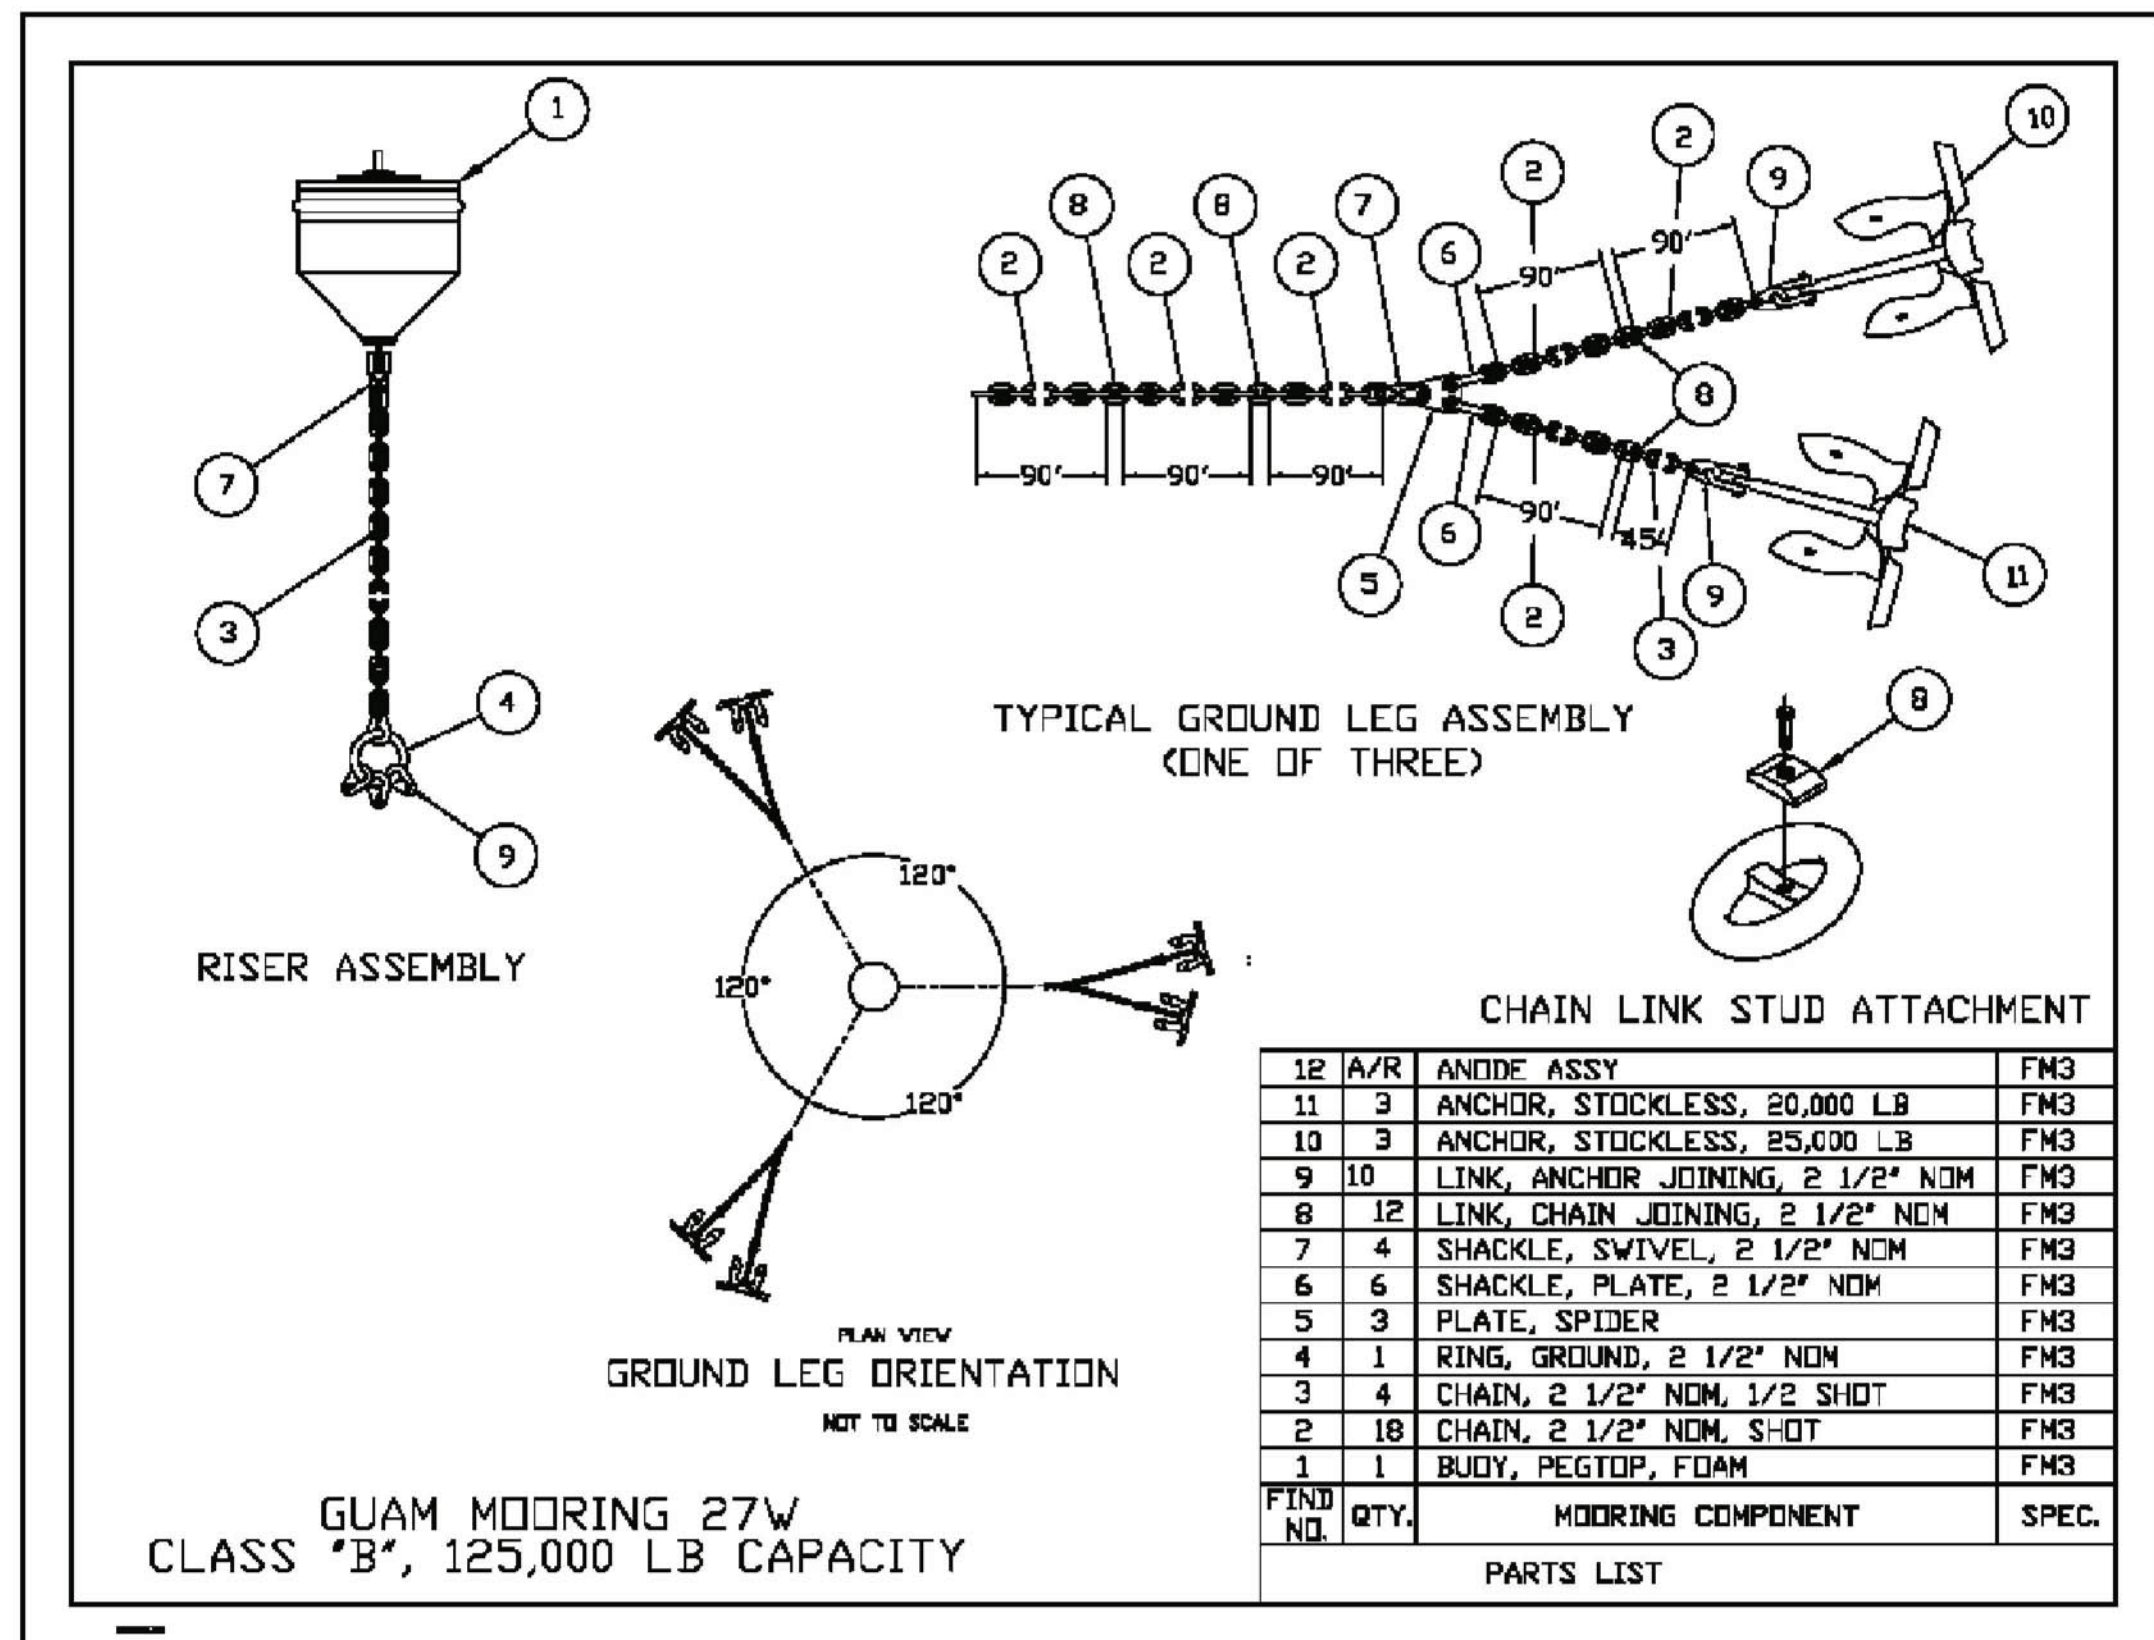 1
7
3
4
9
RISER ASSEMBLY
2
8
2
8
2
7
6
2
2
9
10
90'
90'
8
90'
90'
90'
90'
45'
5
6
2
3
9
11
TYPICAL GROUND LEG ASSEMBLY
(ONE OF THREE)
8
CHAIN LINK STUD ATTACHMENT
120°
120°
120°
PLAN VIEW
GROUND LEG ORIENTATION
NOT TO SCALE
GUAM MOORING 27W
CLASS "B", 125,000 LB CAPACITY
12 A/R ANODE ASSY FM3
11 3 ANCHOR, STOCKLESS, 20,000 LB FM3
10 3 ANCHOR, STOCKLESS, 25,000 LB FM3
9 10 LINK, ANCHOR JOINING, 2 1/2" NOM FM3
8 12 LINK, CHAIN JOINING, 2 1/2" NOM FM3
7 4 SHACKLE, SWIVEL, 2 1/2" NOM FM3
6 6 SHACKLE, PLATE, 2 1/2" NOM FM3
5 3 PLATE, SPIDER FM3
4 1 RING, GROUND, 2 1/2" NOM FM3
3 4 CHAIN, 2 1/2" NOM, 1/2 SHOT FM3
2 18 CHAIN, 2 1/2" NOM, SHOT FM3
1 1 BUOY, PEGTOP, FOAM FM3
FIND NO. QTY. MOORING COMPONENT SPEC.
PARTS LIST